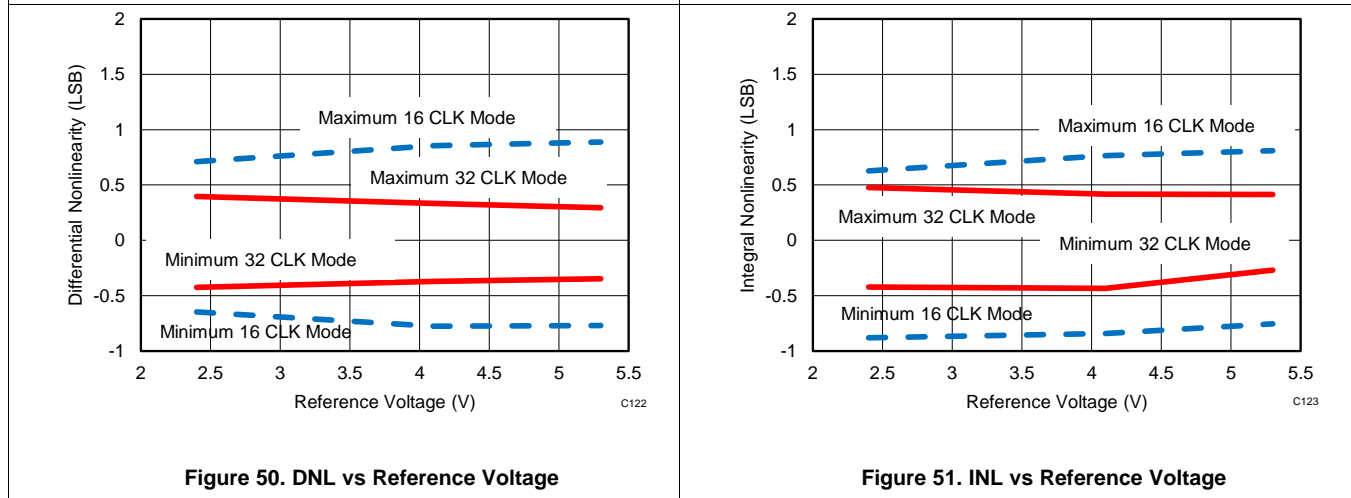 Differential Nonlinearity (LSB)
2
1.5
1
0.5
0
-0.5
-1
Maximum 16 CLK Mode
Maximum 32 CLK Mode
Minimum 32 CLK Mode
Minimum 16 CLK Mode
2 2.5 3 3.5 4 4.5 5 5.5
Reference Voltage (V)
C122
Figure 50. DNL vs Reference Voltage
Integral Nonlinearity (LSB)
2
1.5
1
0.5
0
-0.5
-1
Maximum 16 CLK Mode
Maximum 32 CLK Mode
Minimum 32 CLK Mode
Minimum 16 CLK Mode
2 2.5 3 3.5 4 4.5 5 5.5
Reference Voltage (V)
C123
Figure 51. INL vs Reference Voltage